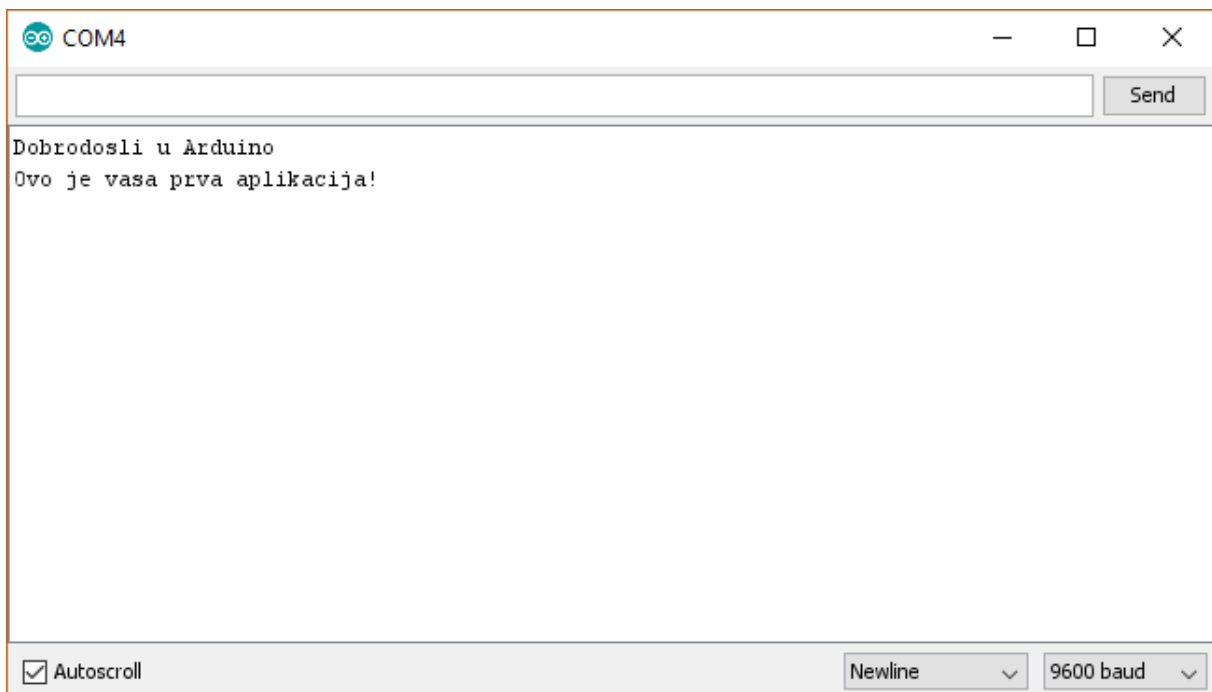 COM4
Send
Dobrodosli u Arduino
Ovo je vasa prva aplikacija!
Autoscroll
Newline
9600 baud